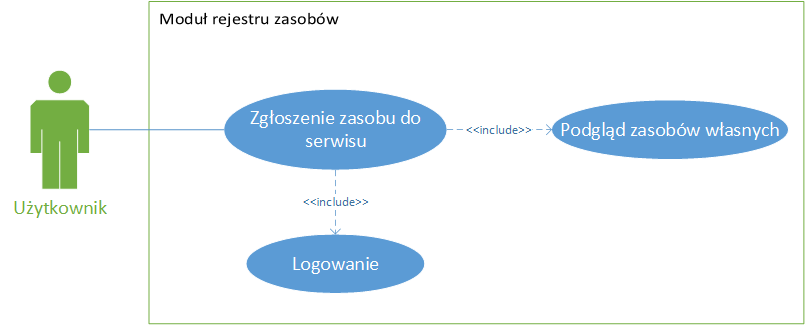 Moduł rejestru zasobów
Zgłoszenie zasobu do
serwisu
<<include>>
Podgląd zasobów własnych
<<include>>
Użytkownik
Logowanie